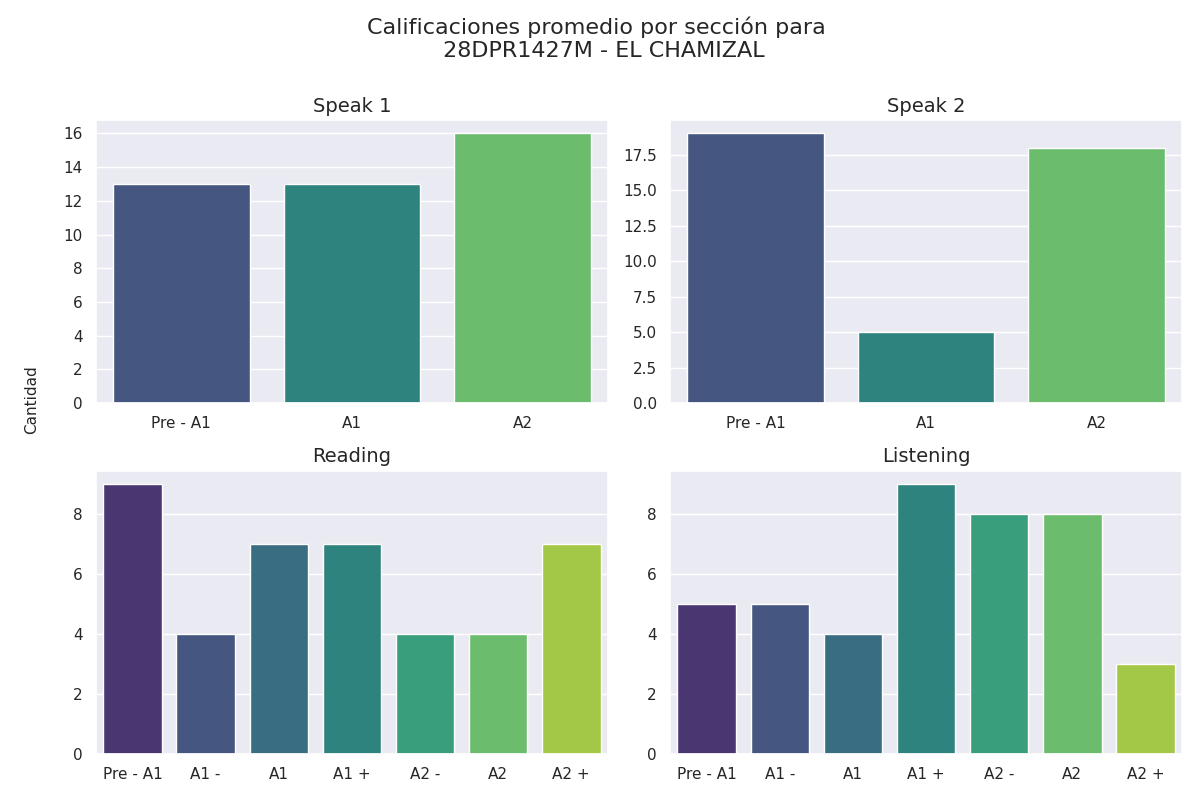 Calificaciones promedio por sección para
28DPR1427M - EL CHAMIZAL
Speak 1
16
14
12
10
8
6
4
2
0
Pre - A1 A1 A2
Speak 2
17.5
15.0
12.5
10.0
7.5
5.0
2.5
0.0
Pre - A1 A1 A2
Cantidad
Reading
8
6
4
2
0
Pre - A1 A1 - A1 A1 + A2 - A2 A2 +
Listening
8
6
4
2
0
Pre - A1 A1 - A1 A1 + A2 - A2 A2 +